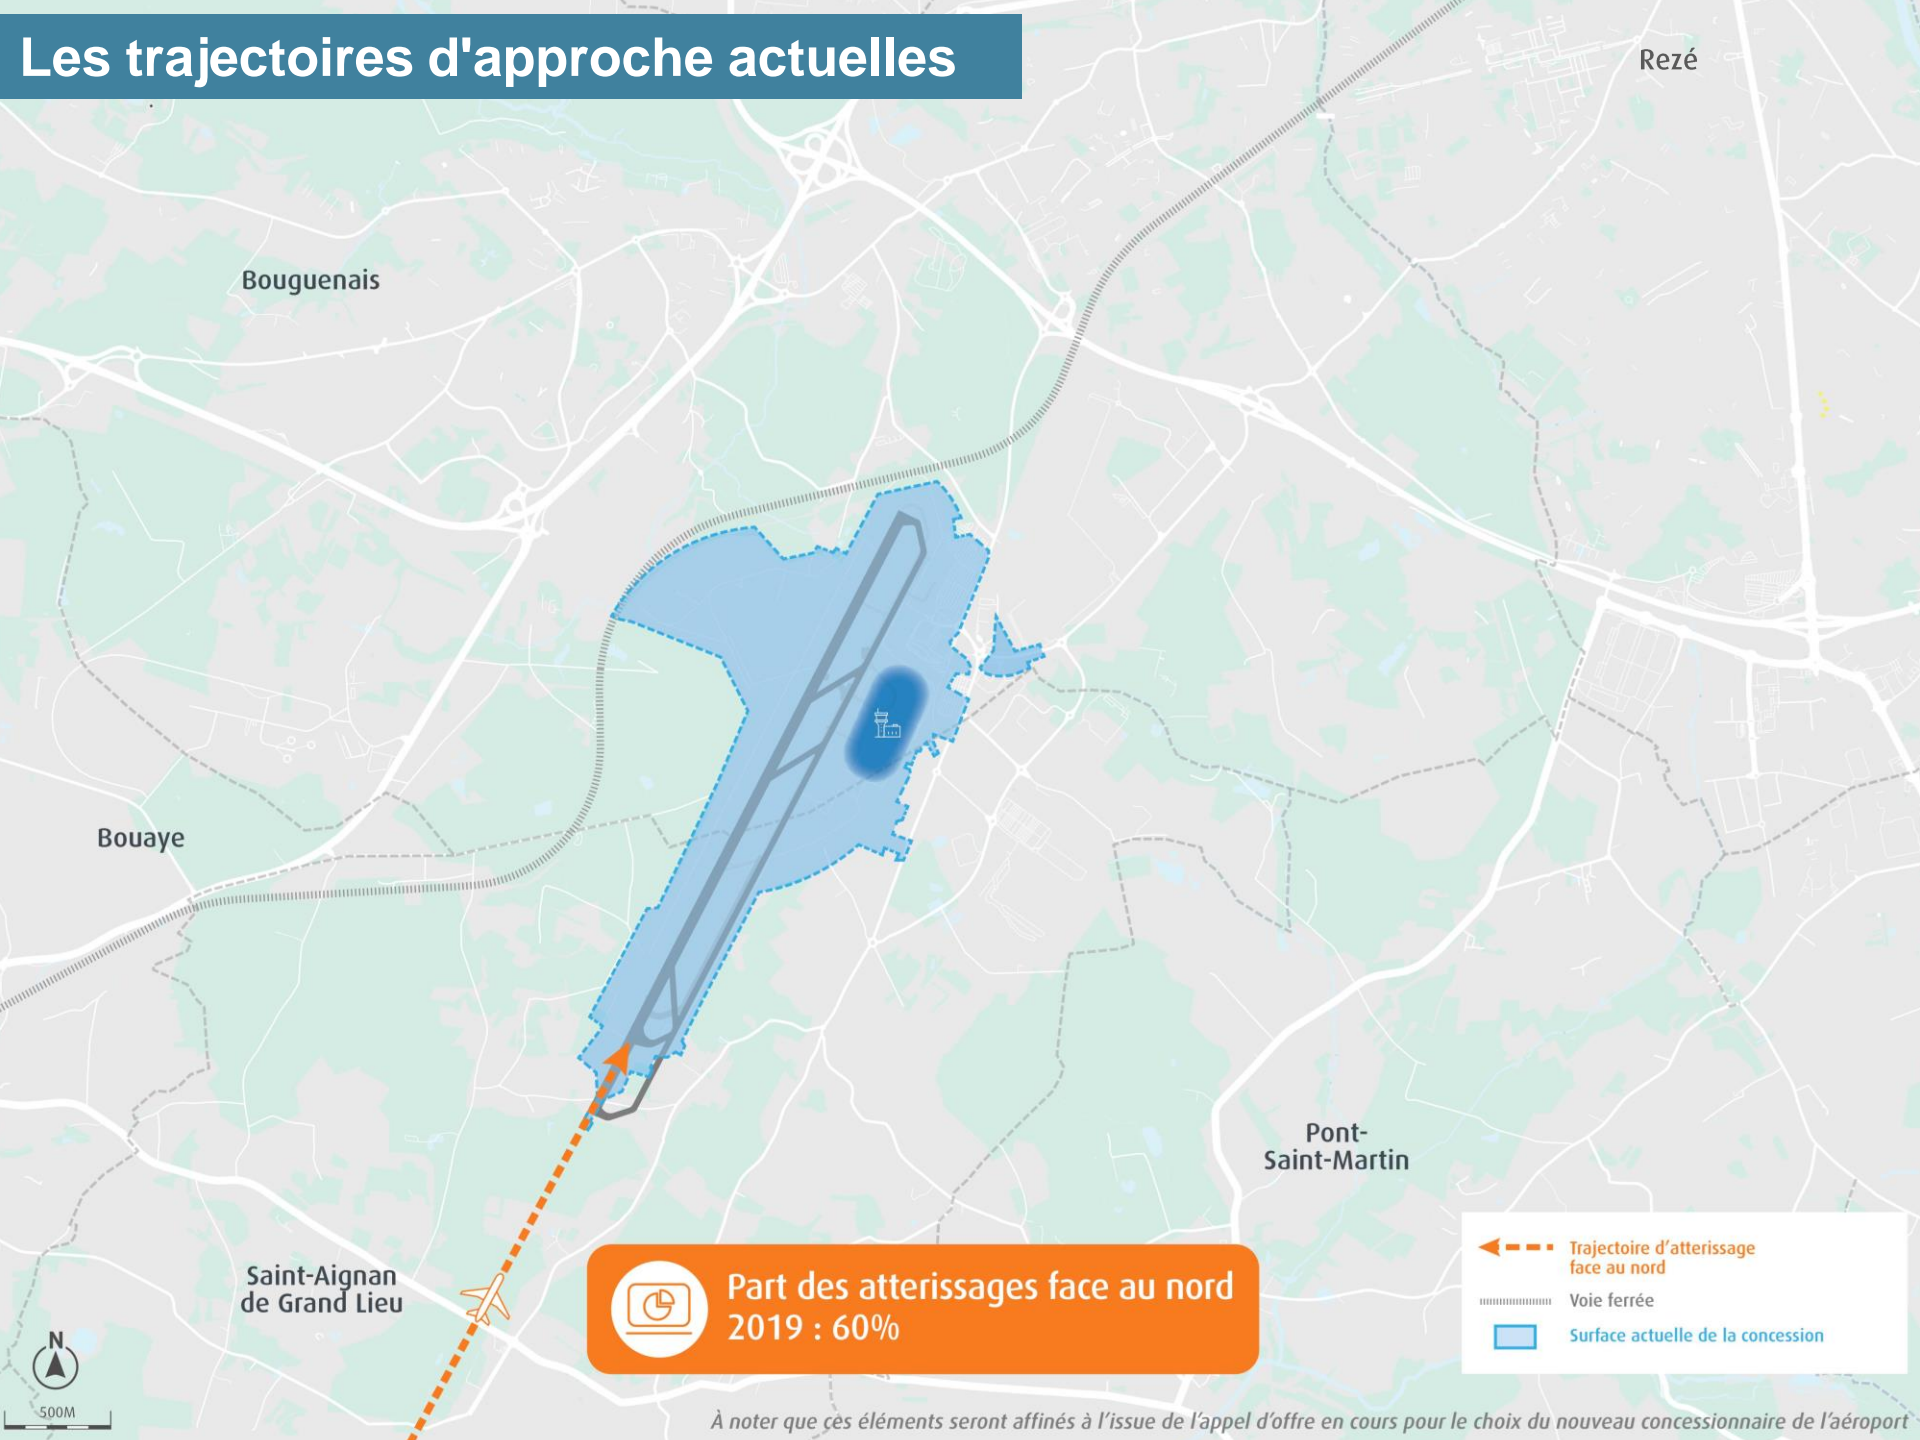 Les trajectoires d'approche actuelles
Rezé
Bouguenais
Bouaye
Pont-
Saint-Martin
Saint-Aignan
de Grand Lieu
Part des atterissages face au nord
2019 : 60%
Trajectoire d'atterissage
face au nord
Voie ferrée
Surface actuelle de la concession
N
500M
À noter que ces éléments seront affinés à l'issue de l'appel d'offre en cours pour le choix du nouveau concessionnaire de l'aéroport